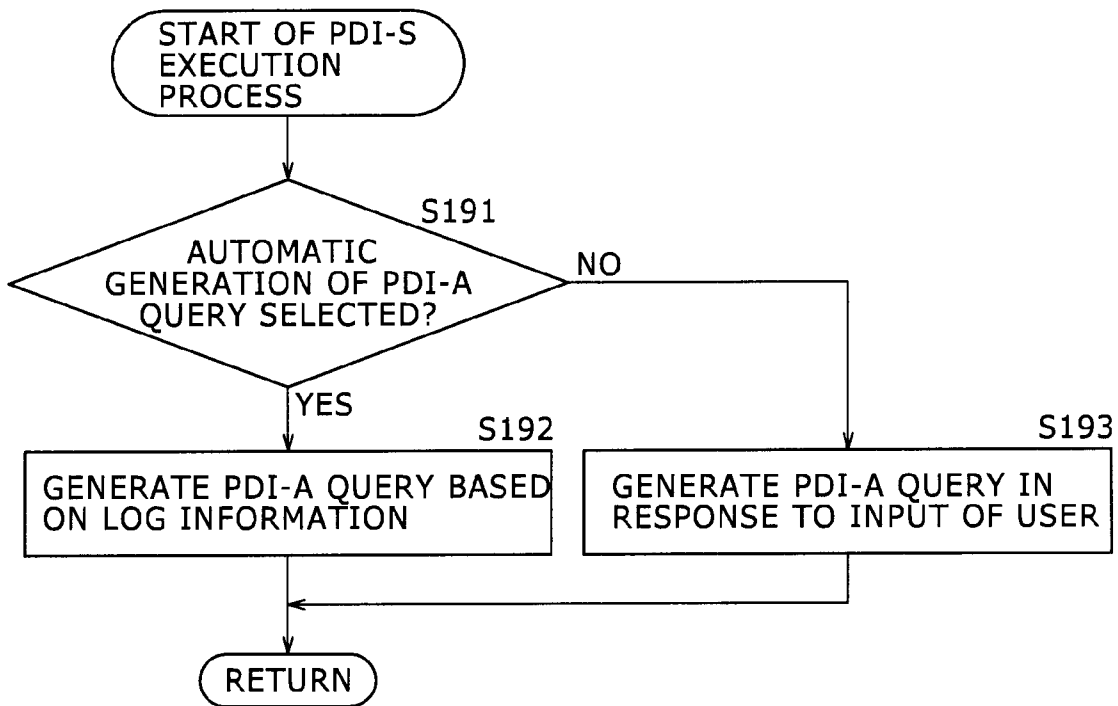 START OF PDI-S
EXECUTION
PROCESS
S191
AUTOMATIC
GENERATION OF PDI-A
QUERY SELECTED?
NO
YES
S192
GENERATE PDI-A QUERY BASED
ON LOG INFORMATION
S193
GENERATE PDI-A QUERY IN
RESPONSE TO INPUT OF USER
RETURN